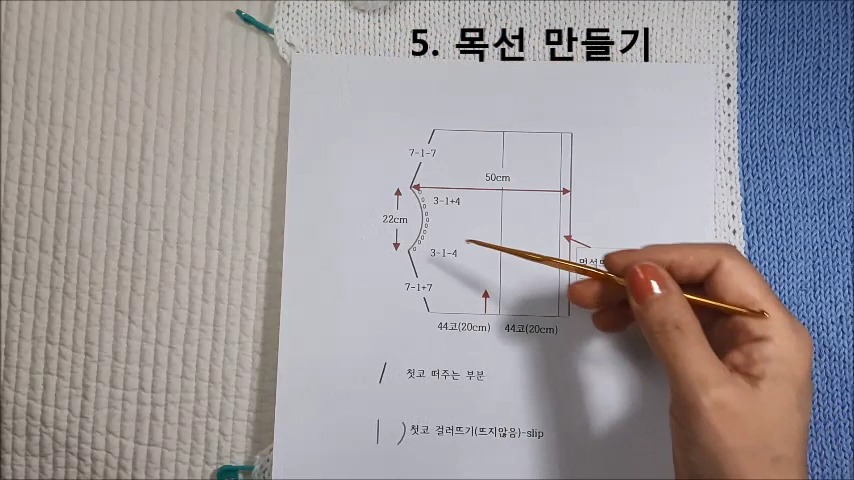 5. 목선 만들기
7-1-7
50cm
3-1+4
22cm
3-1-4
7-1+7
44코(20cm) 44코(20cm)
첫코 떠주는 부분
첫코 걸러뜨기(뜨지않음)-slip